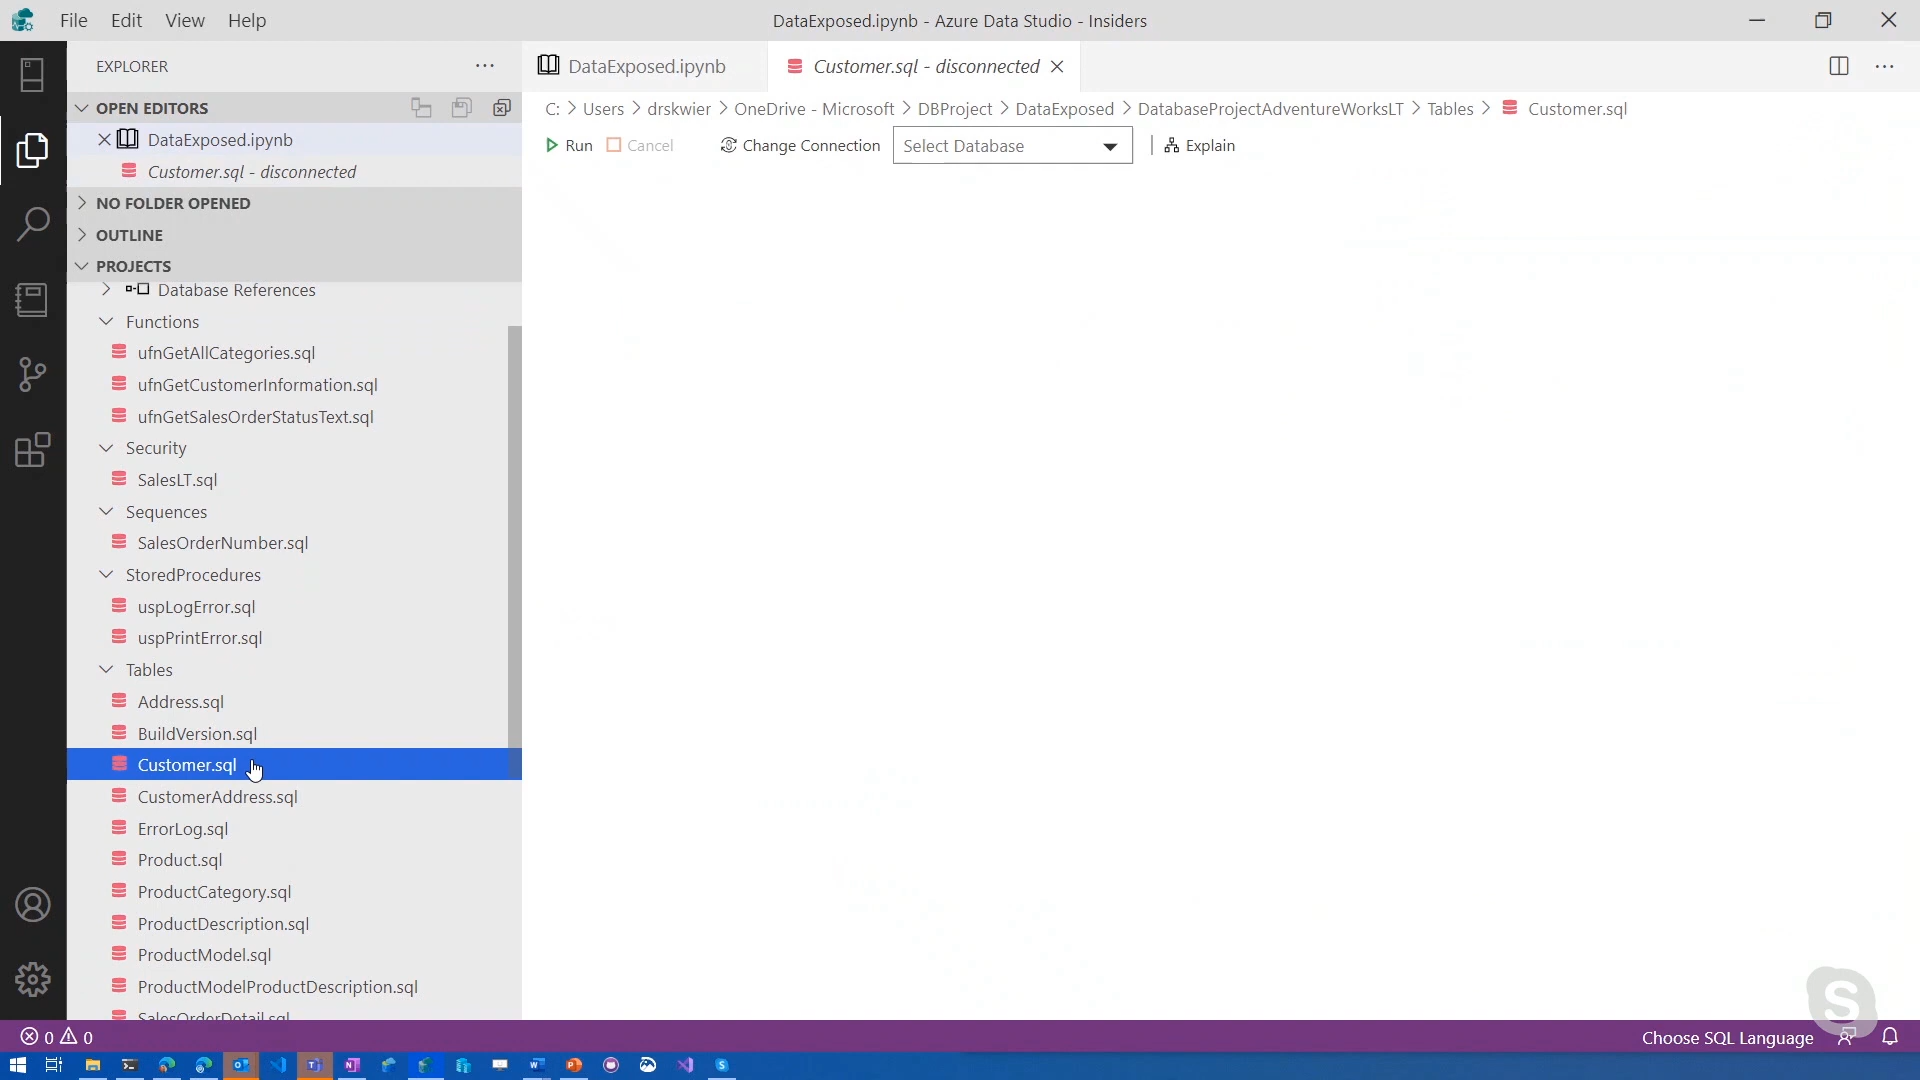 File Edit View Help
DataExposed.ipynb - Azure Data Studio - Insiders
EXPLORER
DataExposed.ipynb
Customer.sql - disconnected
OPEN EDITORS
C: Users drskwier OneDrive - Microsoft DBProject DataExposed DatabaseProjectAdventureWorksLT Tables Customer.sql
DataExposed.ipynb
Run Cancel Change Connection Select Database Explain
Customer.sql - disconnected
NO FOLDER OPENED
OUTLINE
PROJECTS
Database References
Functions
ufnGetAllCategories.sql
ufnGetCustomerInformation.sql
ufnGetSalesOrderStatusText.sql
Security
SalesLT.sql
Sequences
SalesOrderNumber.sql
StoredProcedures
uspLogError.sql
uspPrintError.sql
Tables
Address.sql
BuildVersion.sql
Customer.sql
CustomerAddress.sql
ErrorLog.sql
Product.sql
ProductCategory.sql
ProductDescription.sql
ProductModel.sql
ProductModelProductDescription.sql
SalesOrderDetail.sql
0 0
Choose SQL Language